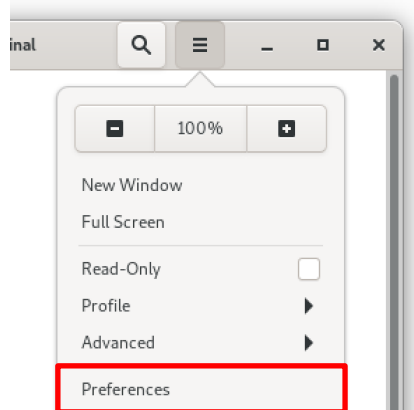 inal
100%
New Window
Full Screen
Read-Only
Profile
Advanced
Preferences